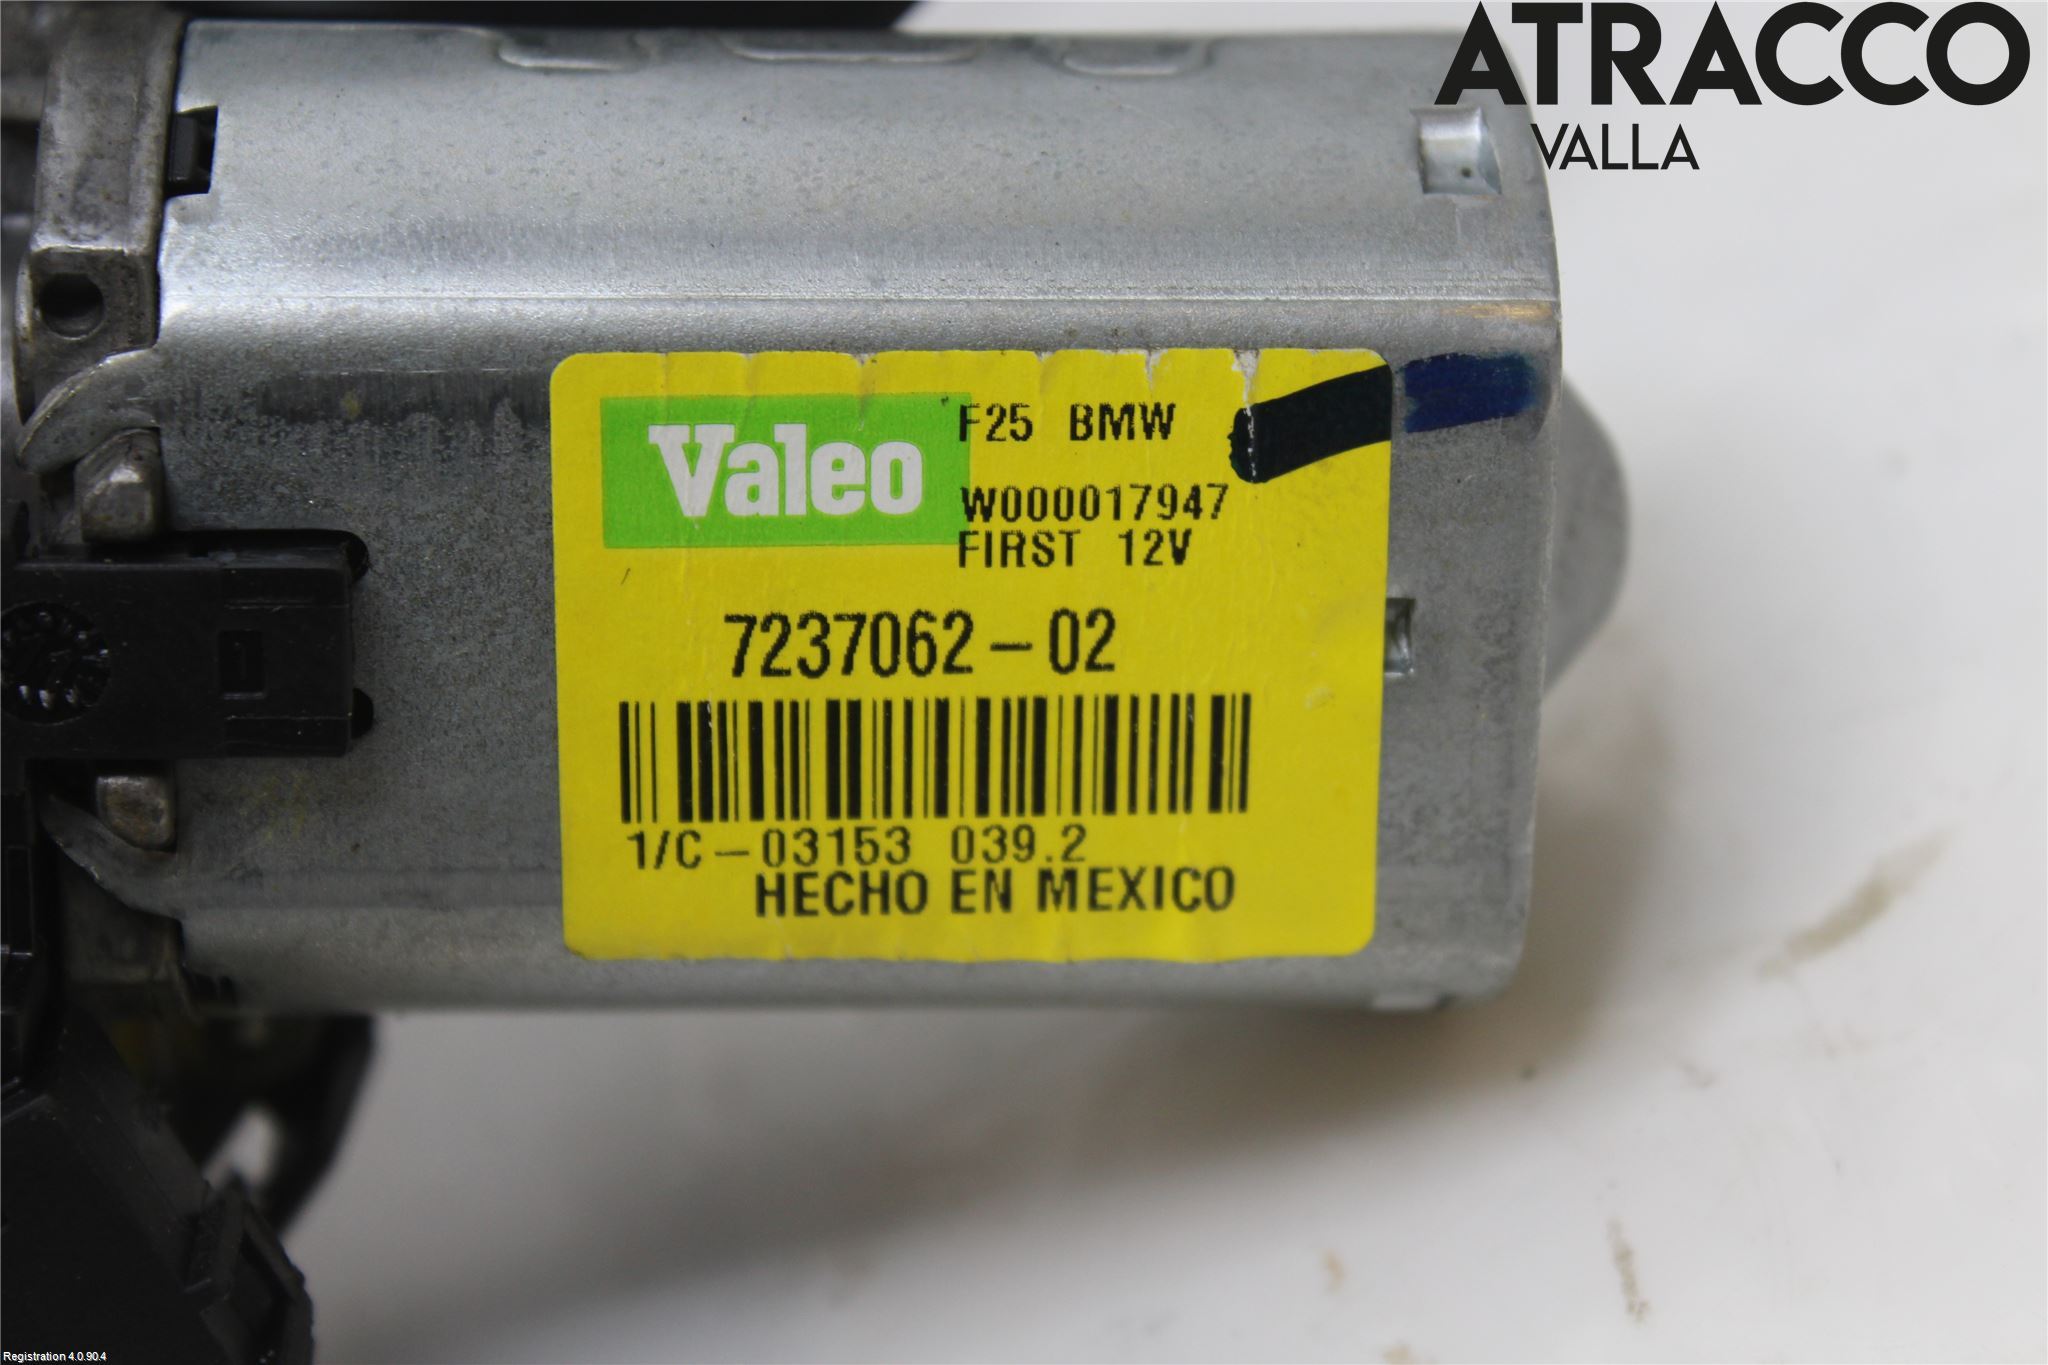 ATRACCO
VALLA
Valeo
F25 BMW
W000017947
FIRST 12V
7237062-02
1/C-03153 039.2
HECHO EN MEXICO
1
Registration 4.0.90.4